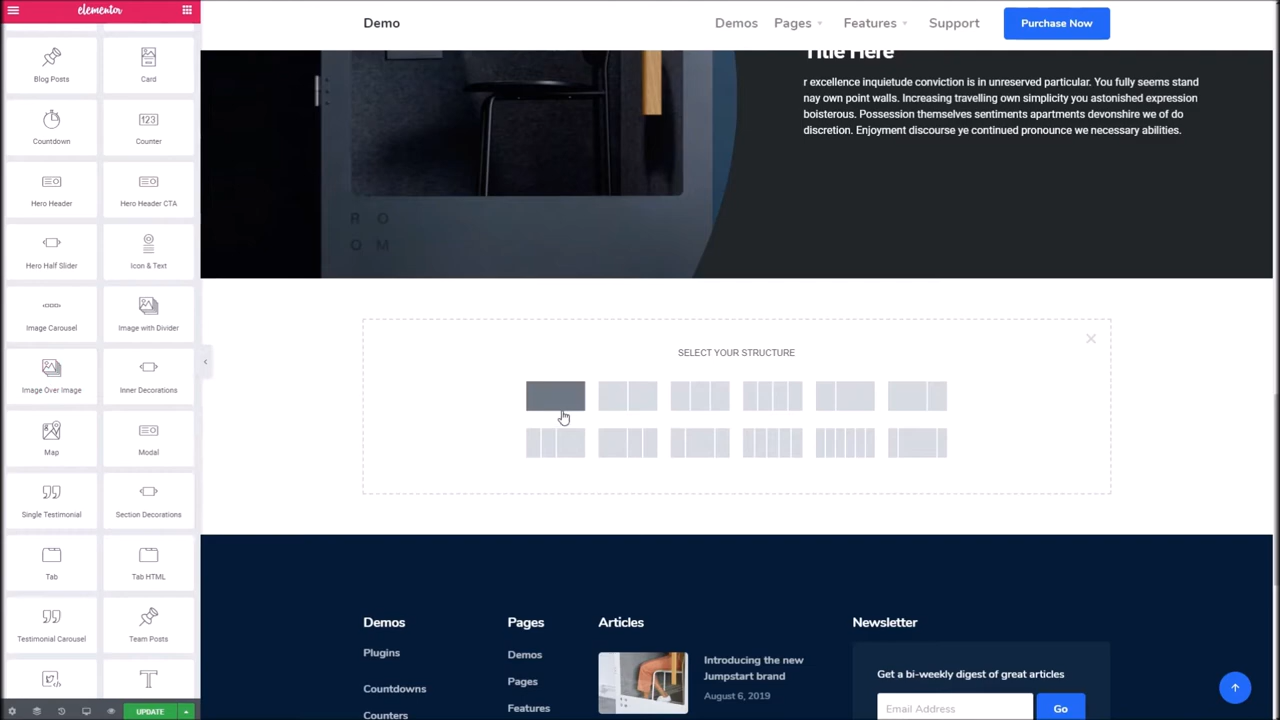 elementor
Blog Posts
Card
Countdown
123
Counter
Hero Header
Hero Header CTA
Hero Half Slider
Icon & Text
Image Carousel
Image with Divider
Image Over Image
Inner Decorations
Map
Modal
Single Testimonial
Section Decorations
Tab
Tab HTML
Testimonial Carousel
Team Posts
UPDATE
Demo
Demos
Pages
Features
Support
Purchase Now
Title Here
r excellence inquietude conviction is in unreserved particular. You fully seems stand
nay own point walls. Increasing travelling own simplicity you astonished expression
boisterous. Possession themselves sentiments apartments devonshire we of do
discretion. Enjoyment discourse ye continued pronounce we necessary abilities.
R O
O M
SELECT YOUR STRUCTURE
Demos
Plugins
Countdowns
Counters
Pages
Demos
Pages
Features
Articles
Introducing the new
Jumpstart brand
August 6, 2019
Newsletter
Get a bi-weekly digest of great articles
Email Address
Go